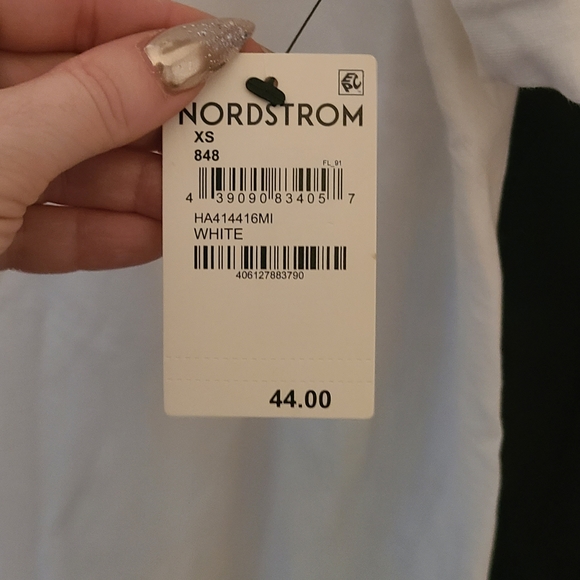 NORDSTROM
XS
848
FL_91
4 39090 83405 7
HA414416MI
WHITE
406127883790
44.00